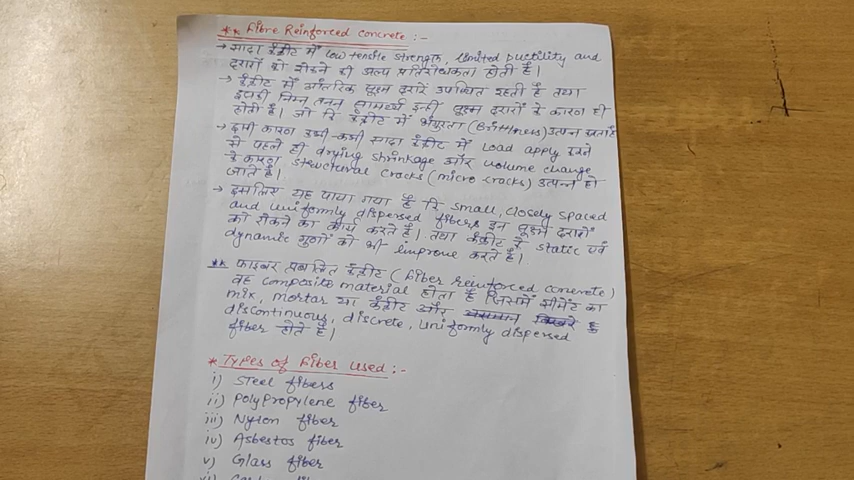 ** Fibre Reinforced Concrete :-
→ सादा कंक्रीट में low tensile strength, limited ductility and
दरारों को रोकने की अल्प प्रतिरोधकता होती है।
→ कंक्रीट में आंतरिक सूक्ष्म दरारें उपस्थित रहती है तथा
इसकी निम्न तनन सामर्थ्य इन्हीं सूक्ष्म दरारों के कारण ही
होती है। जो कि कंक्रीट में भंगुरता (Brittness) उत्पन्न करता है
→ इसी कारण कभी-कभी सादा कंक्रीट में Load apply करने
से पहले ही drying shrinkage और volume change
के कारण structural cracks (micro-cracks) उत्पन्न हो
जाते हैं।
→ इसलिए यह पाया गया है कि small, closely spaced
and uniformly dispersed fibers इन सूक्ष्म दरारों
को रोकने का कार्य करते हैं। तथा कंक्रीट के static एवं
dynamic गुणों को भी improve करते हैं।
** फाइबर प्रबलित कंक्रीट (fiber reinforced concrete)
वह composite material होता है जिसमें सीमेंट का
mix, mortar या कंक्रीट और
discontinuous, discrete, uniformly dispersed
fiber होते हैं।
* Types of fiber used :-
i) Steel fibers
ii) Polypropylene fiber
iii) Nylon fiber
iv) Asbestos fiber
v) Glass fiber